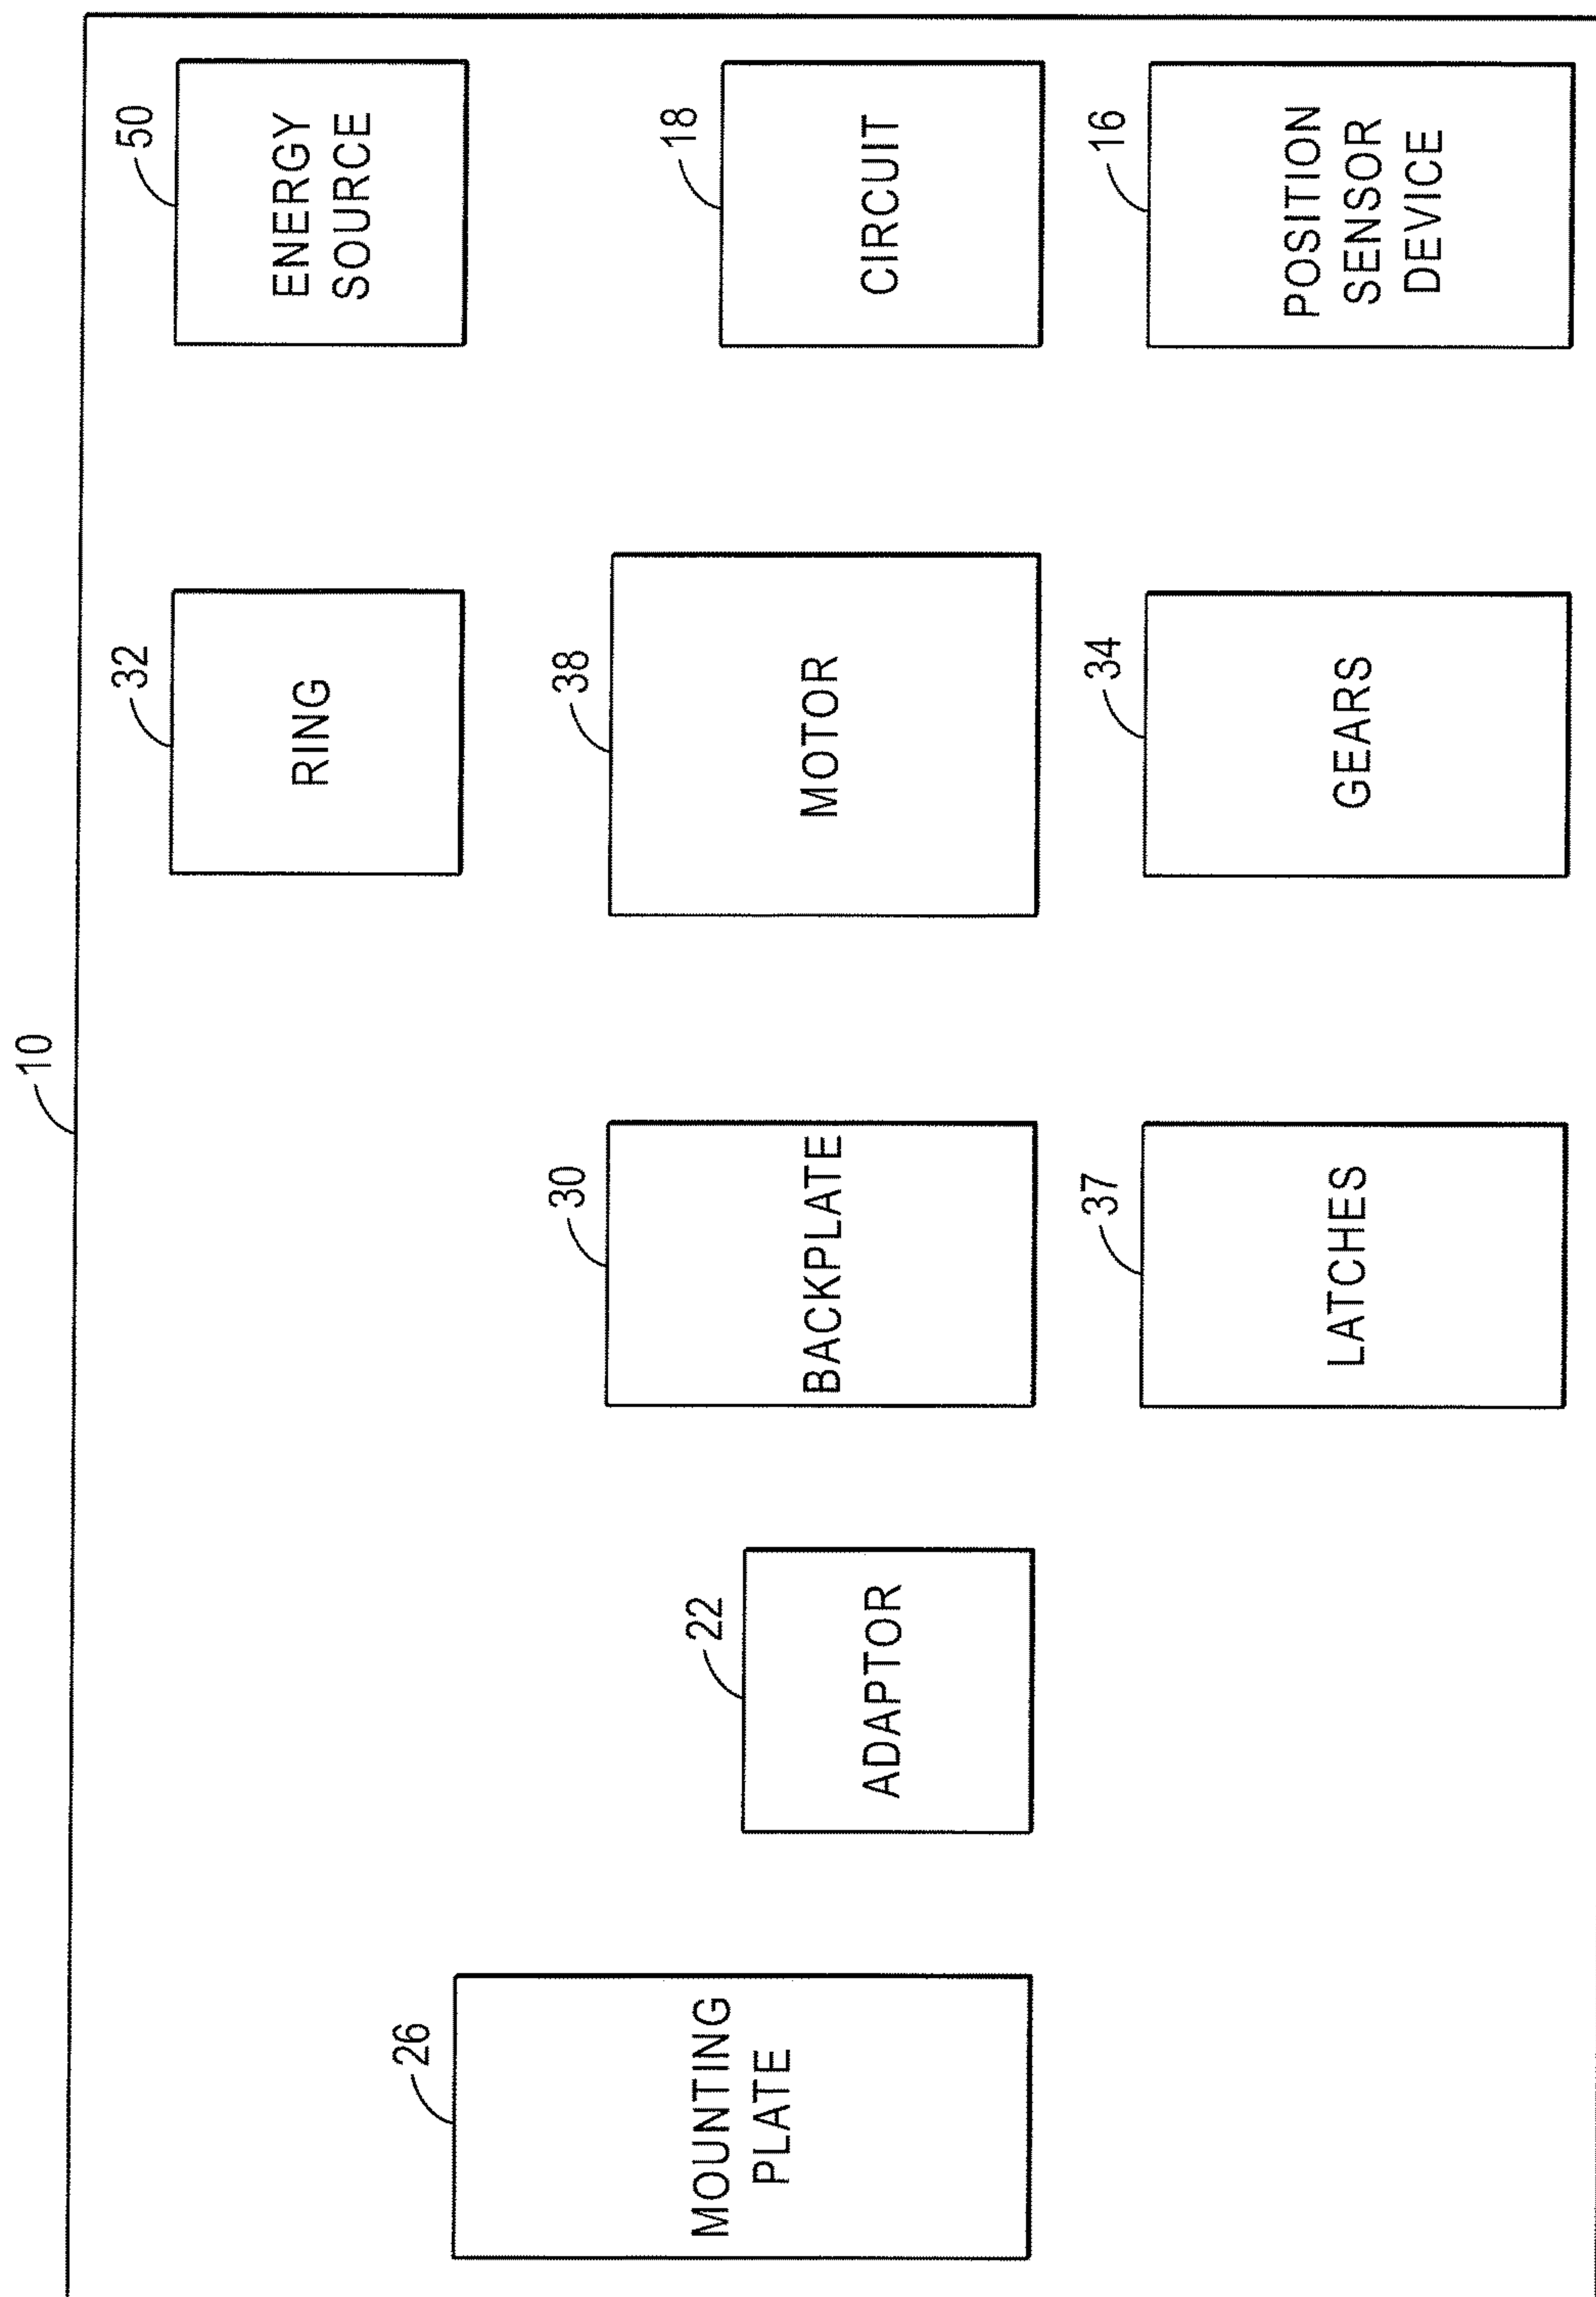 10
32
RING
50
ENERGY
SOURCE
26
MOUNTING
PLATE
22
ADAPTOR
30
BACKPLATE
38
MOTOR
18
CIRCUIT
37
LATCHES
34
GEARS
16
POSITION
SENSOR
DEVICE